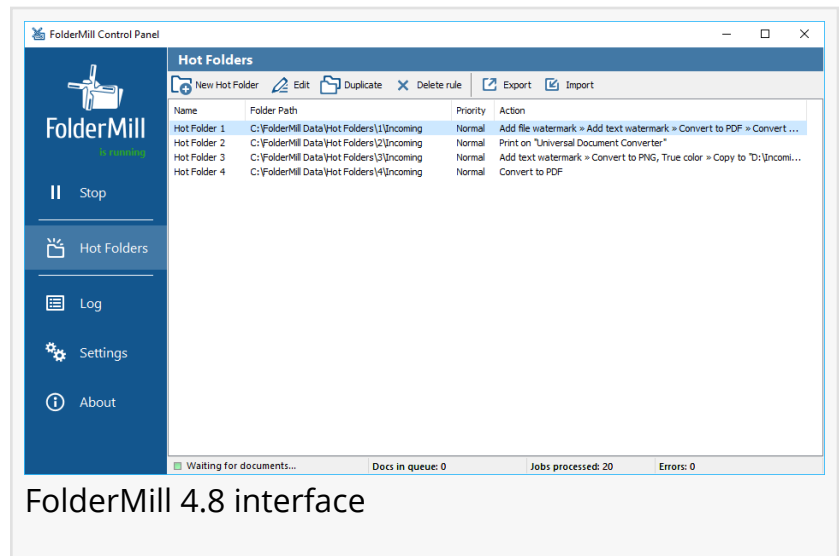 FolderMill Control Panel
FolderMill
is running
Stop
Hot Folders
Log
Settings
About
Hot Folders
New Hot Folder Edit Duplicate Delete rule Export Import
Name Folder Path Priority Action
Hot Folder 1 C:\FolderMill Data\Hot Folders\1\Incoming Normal Add file watermark » Add text watermark » Convert to PDF » Convert ...
Hot Folder 2 C:\FolderMill Data\Hot Folders\2\Incoming Normal Print on "Universal Document Converter"
Hot Folder 3 C:\FolderMill Data\Hot Folders\3\Incoming Normal Add text watermark » Convert to PNG, True color » Copy to "D:\Incomi...
Hot Folder 4 C:\FolderMill Data\Hot Folders\4\Incoming Normal Convert to PDF
Waiting for documents... Docs in queue: 0 Jobs processed: 20 Errors: 0
FolderMill 4.8 interface